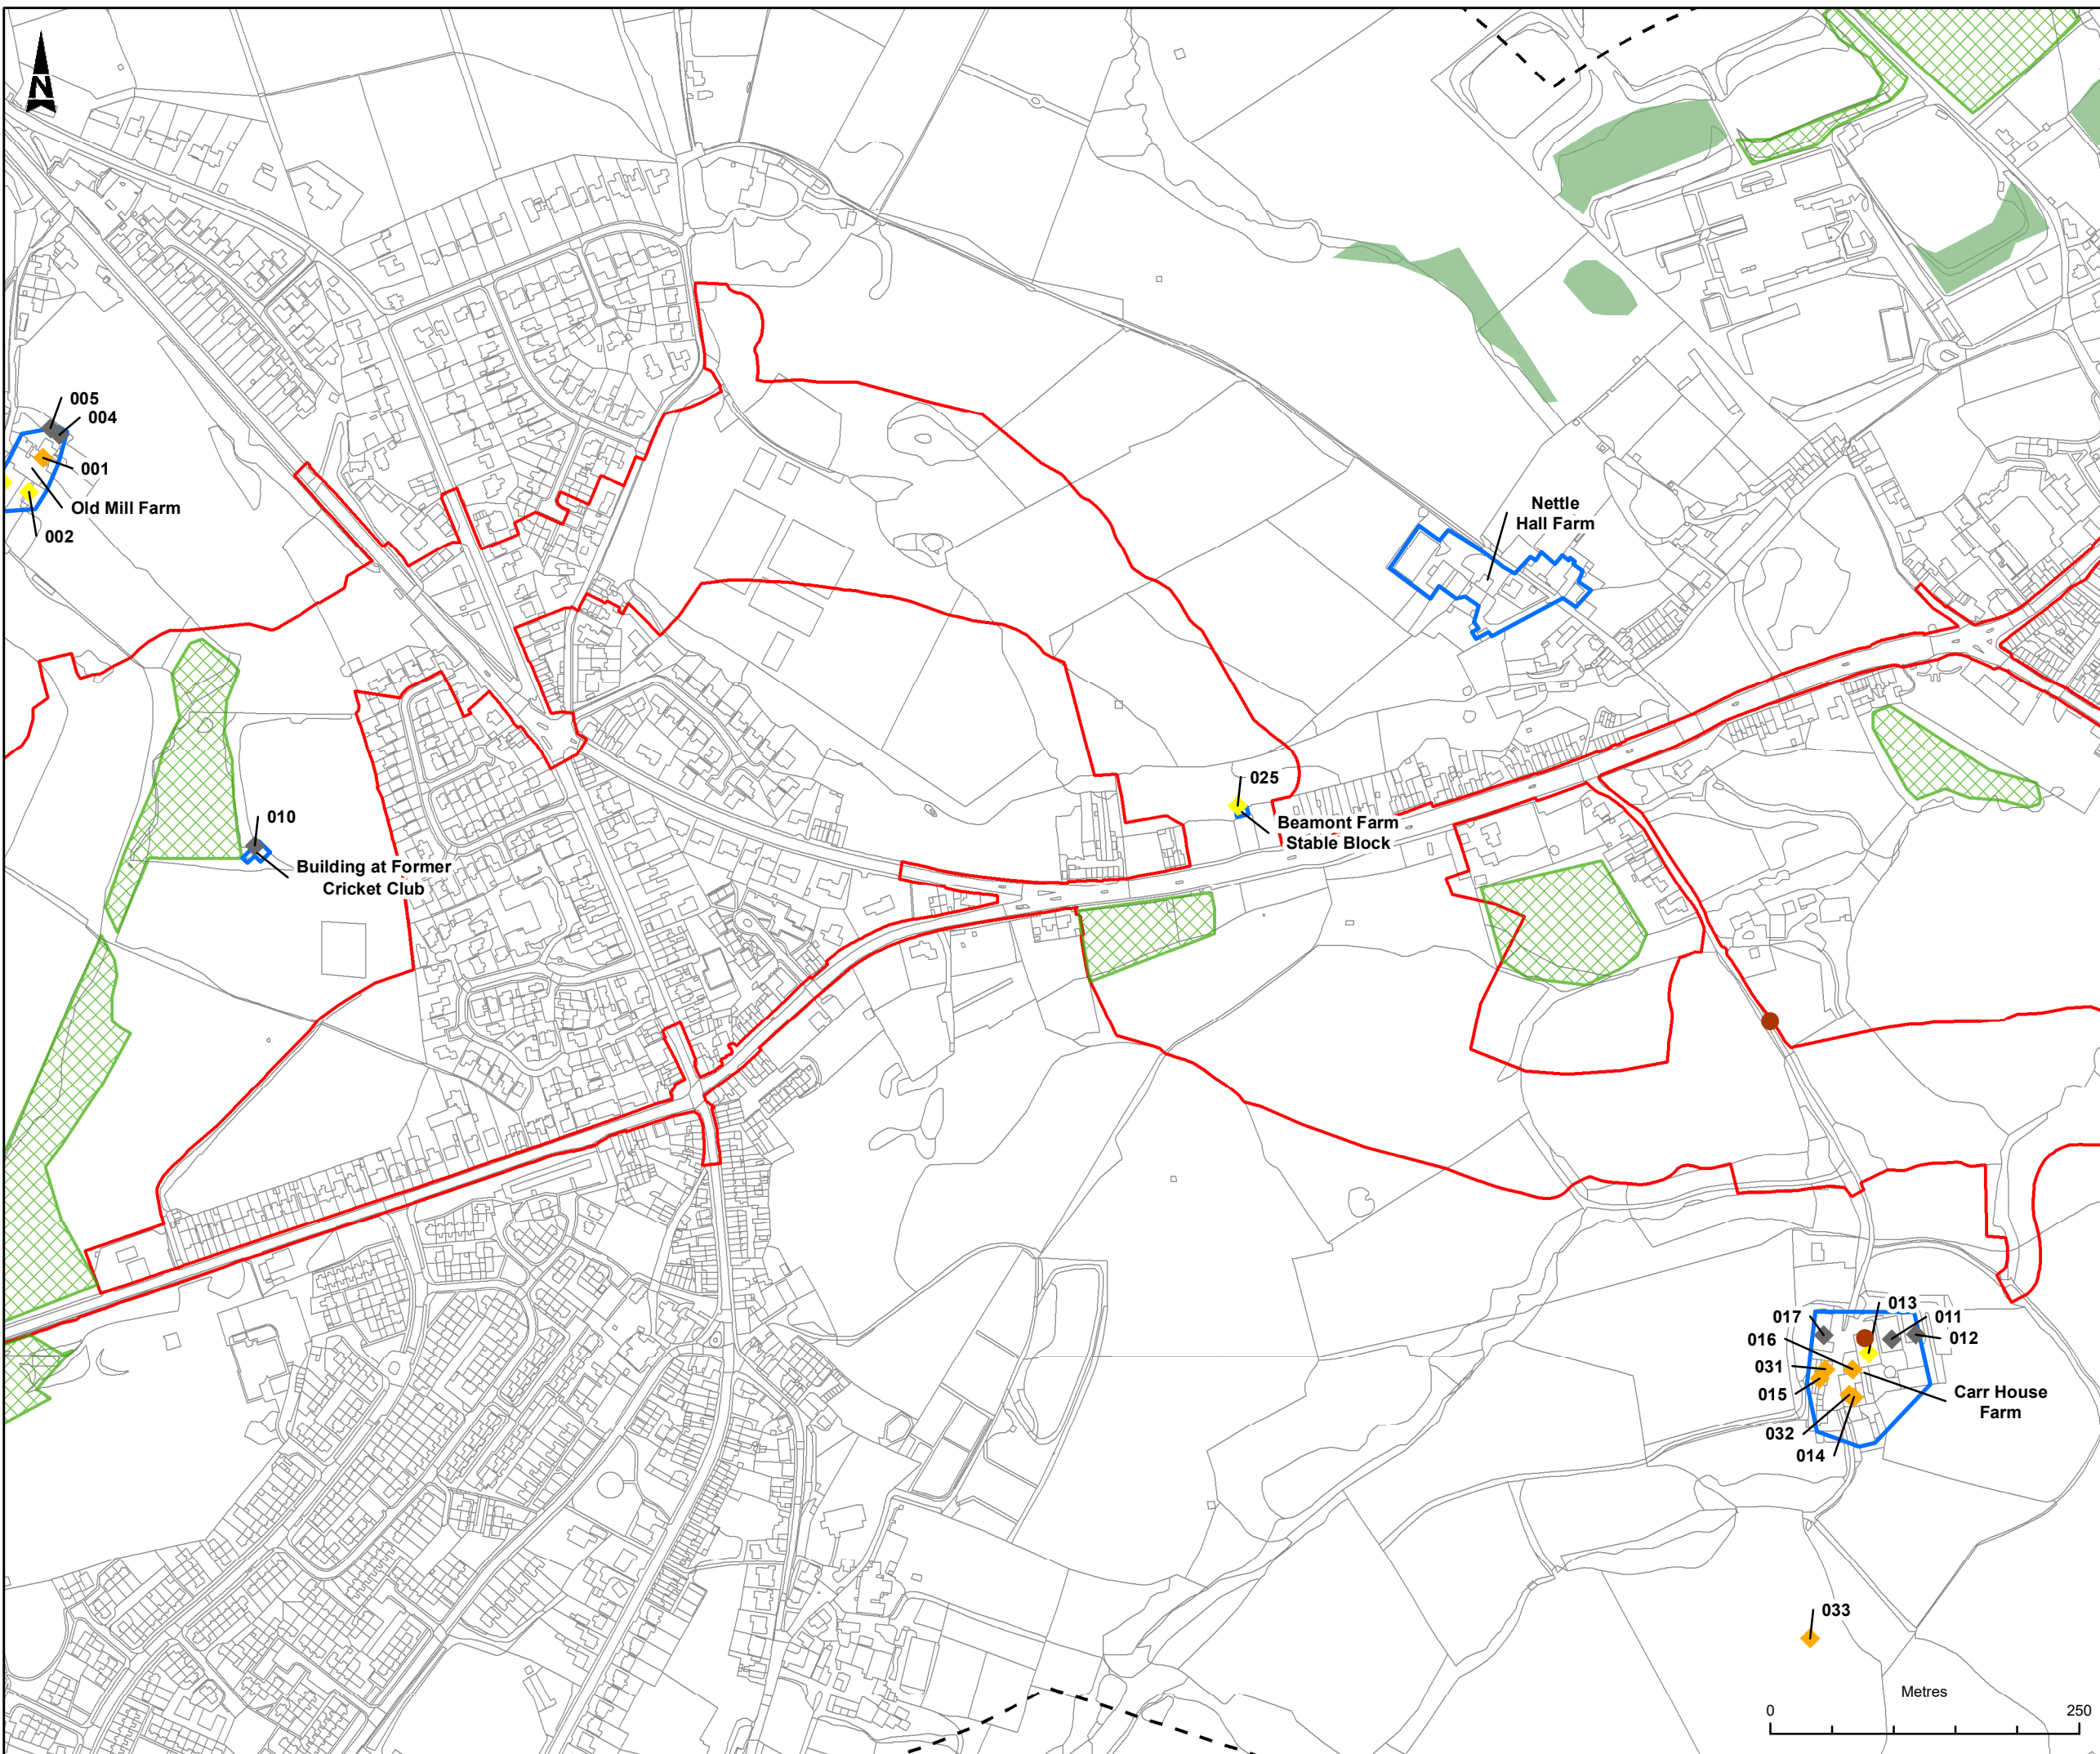 N
005
004
001
Old Mill Farm
002
Nettle
Hall Farm
025
Beamont Farm
Stable Block
010
Building at Former
Cricket Club
013
017
011
016
012
031
015
Carr House
Farm
032
014
033
Metres
0
250